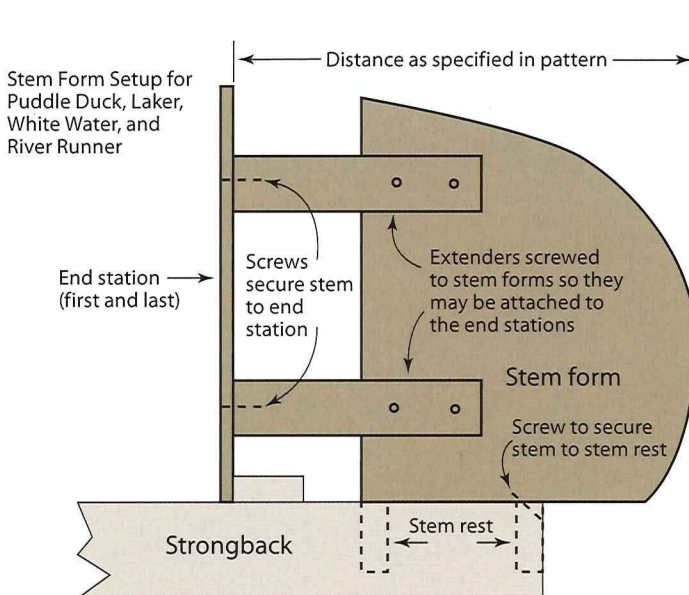 Distance as specified in pattern
Stem Form Setup for
Puddle Duck, Laker,
White Water, and
River Runner
End station
(first and last)
Screws
secure stem
to end
station
Extenders screwed
to stem forms so they
may be attached to
the end stations
Stem form
Screw to secure
stem to stem rest
Stem rest
Strongback